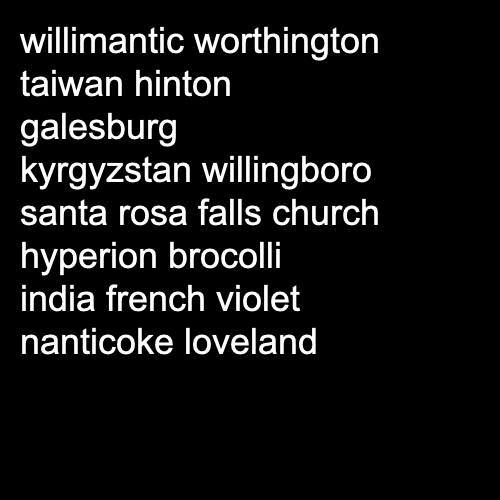 willimantic worthington
taiwan hinton
galesburg
kyrgyzstan willingboro
santa rosa falls church
hyperion brocolli
india french violet
nanticoke loveland